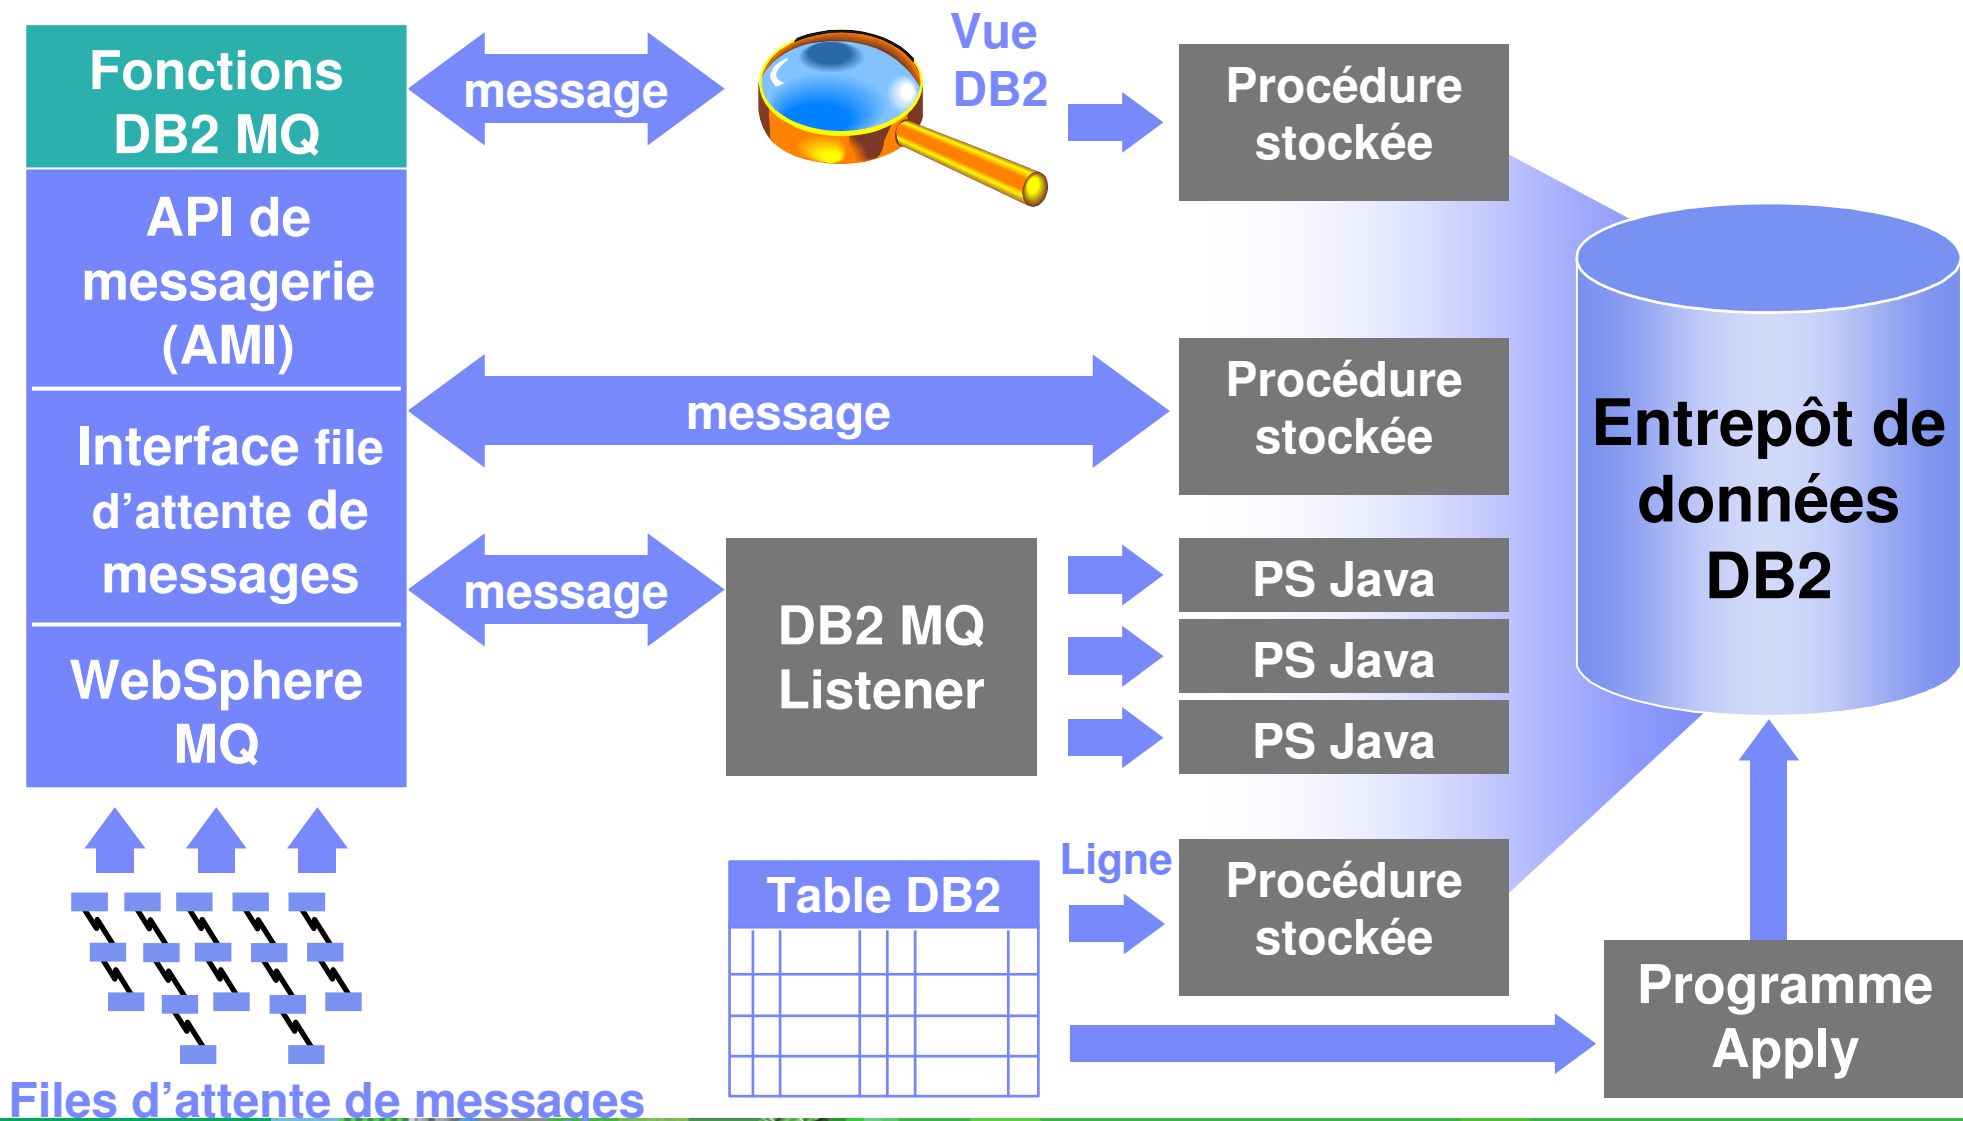 Fonctions
DB2 MQ
API de
messagerie
(AMI)
Interface file
d’attente de
messages
WebSphere
MQ
Files d’attente de messages
message
Vue
DB2
Procédure
stockée
message
Procédure
stockée
message
DB2 MQ
Listener
PS Java
PS Java
PS Java
Table DB2
Ligne
Procédure
stockée
Entrepôt de
données
DB2
Programme
Apply